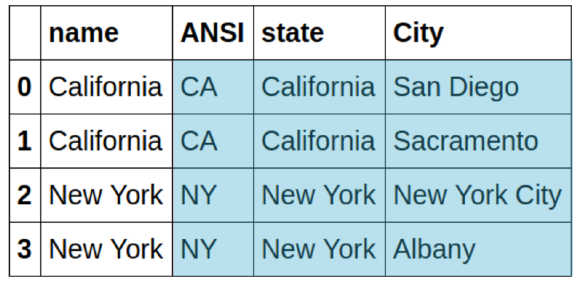 name ANSI state City
0 California CA California San Diego
1 California CA California Sacramento
2 New York NY New York New York City
3 New York NY New York Albany